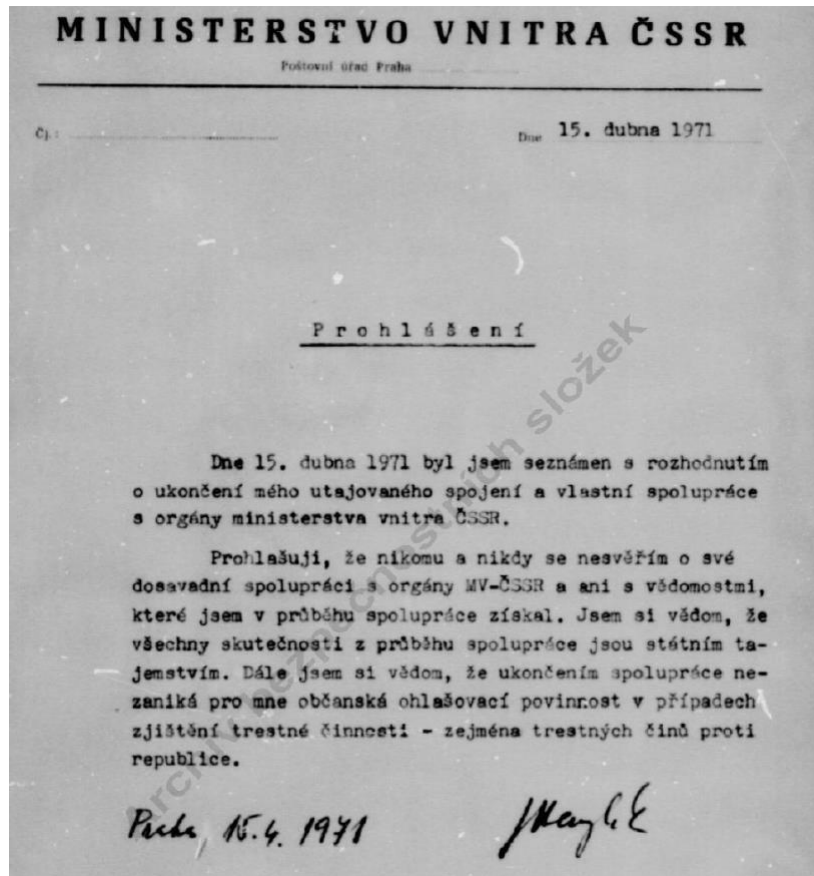 MINISTERSTVO VNITRA ČSSR
Poštovní úřad Praha
Čj.:
Dne 15. dubna 1971
Prohlášení
Dne 15. dubna 1971 byl jsem seznámen s rozhodnutím
o ukončení mého utajovaného spojení a vlastní spolupráce
s orgány ministerstva vnitra ČSSR.
Prohlašuji, že nikomu a nikdy se nesvěřím o své
dosavadní spolupráci s orgány MV-ČSSR a ani s vědomostmi,
které jsem v průběhu spolupráce získal. Jsem si vědom, že
všechny skutečnosti z průběhu spolupráce jsou státním ta-
jemstvím. Dále jsem si vědom, že ukončením spolupráce ne-
zaniká pro mne občanská ohlašovací povinnost v případech
zjištění trestné činnosti - zejména trestných činů proti
republice.
Praha, 15.4. 1971
Archiv bezpečnostních složek